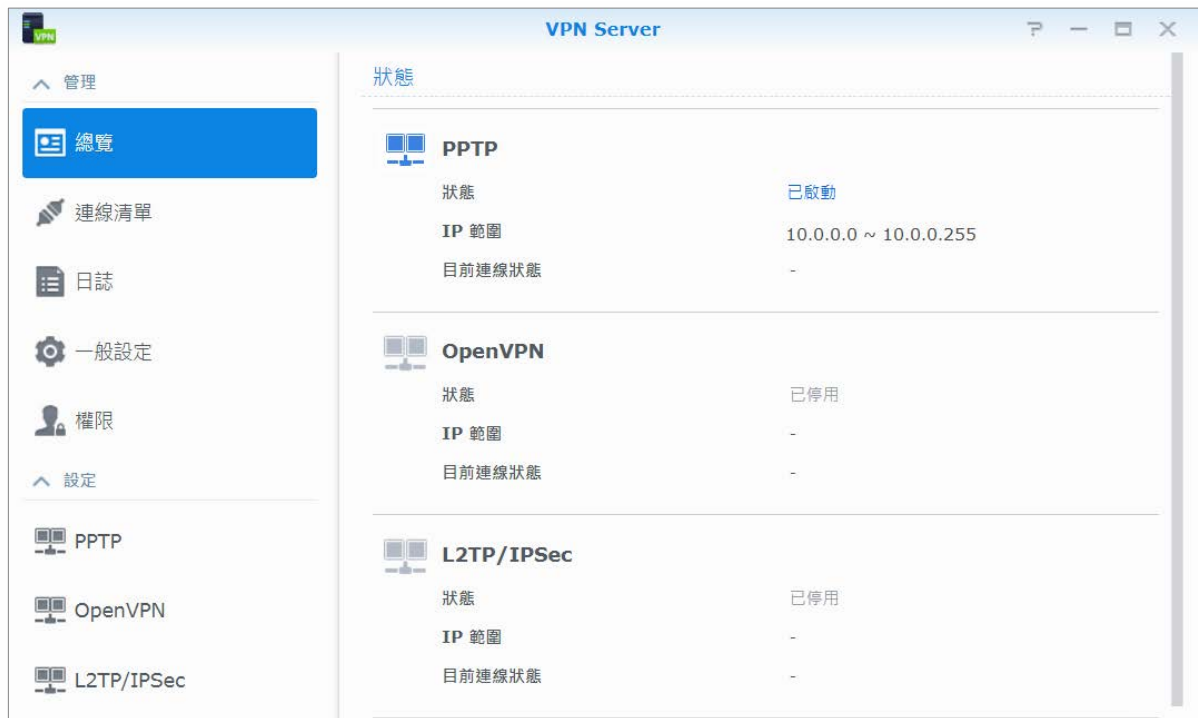 VPN
VPN Server
管理
總覽
連線清單
日誌
一般設定
權限
設定
PPTP
OpenVPN
L2TP/IPSec
狀態
PPTP
狀態 已啟動
IP 範圍 10.0.0.0 ~ 10.0.0.255
目前連線狀態 -
OpenVPN
狀態 已停用
IP 範圍 -
目前連線狀態 -
L2TP/IPSec
狀態 已停用
IP 範圍 -
目前連線狀態 -